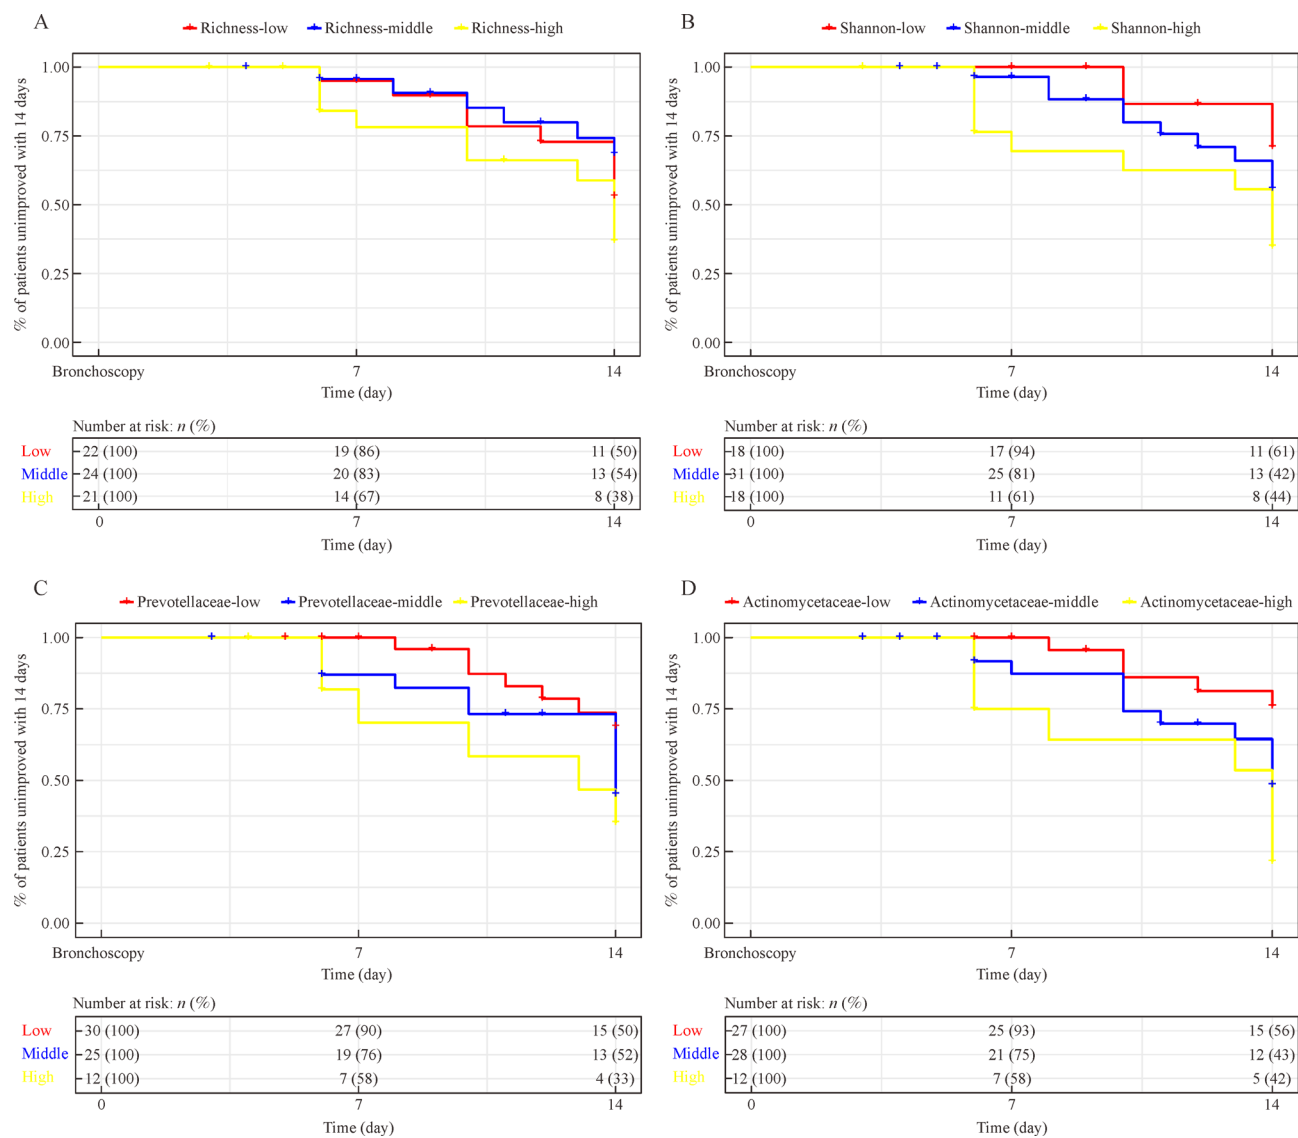 A
Richness-low Richness-middle Richness-high
% of patients unimproved with 14 days
1.00
0.75
0.50
0.25
0.00
Bronchoscopy 7 14
Time (day)
Number at risk: n (%)
Low 22 (100) 19 (86) 11 (50)
Middle 24 (100) 20 (83) 13 (54)
High 21 (100) 14 (67) 8 (38)
0 7 14
Time (day)
B
Shannon-low Shannon-middle Shannon-high
% of patients unimproved with 14 days
1.00
0.75
0.50
0.25
0.00
Bronchoscopy 7 14
Time (day)
Number at risk: n (%)
Low 18 (100) 17 (94) 11 (61)
Middle 31 (100) 25 (81) 13 (42)
High 18 (100) 11 (61) 8 (44)
0 7 14
Time (day)
C
Prevotellaceae-low Prevotellaceae-middle Prevotellaceae-high
% of patients unimproved with 14 days
1.00
0.75
0.50
0.25
0.00
Bronchoscopy 7 14
Time (day)
Number at risk: n (%)
Low 30 (100) 27 (90) 15 (50)
Middle 25 (100) 19 (76) 13 (52)
High 12 (100) 7 (58) 4 (33)
0 7 14
Time (day)
D
Actinomycetaceae-low Actinomycetaceae-middle Actinomycetaceae-high
% of patients unimproved with 14 days
1.00
0.75
0.50
0.25
0.00
Bronchoscopy 7 14
Time (day)
Number at risk: n (%)
Low 27 (100) 25 (93) 15 (56)
Middle 28 (100) 21 (75) 12 (43)
High 12 (100) 7 (58) 5 (42)
0 7 14
Time (day)